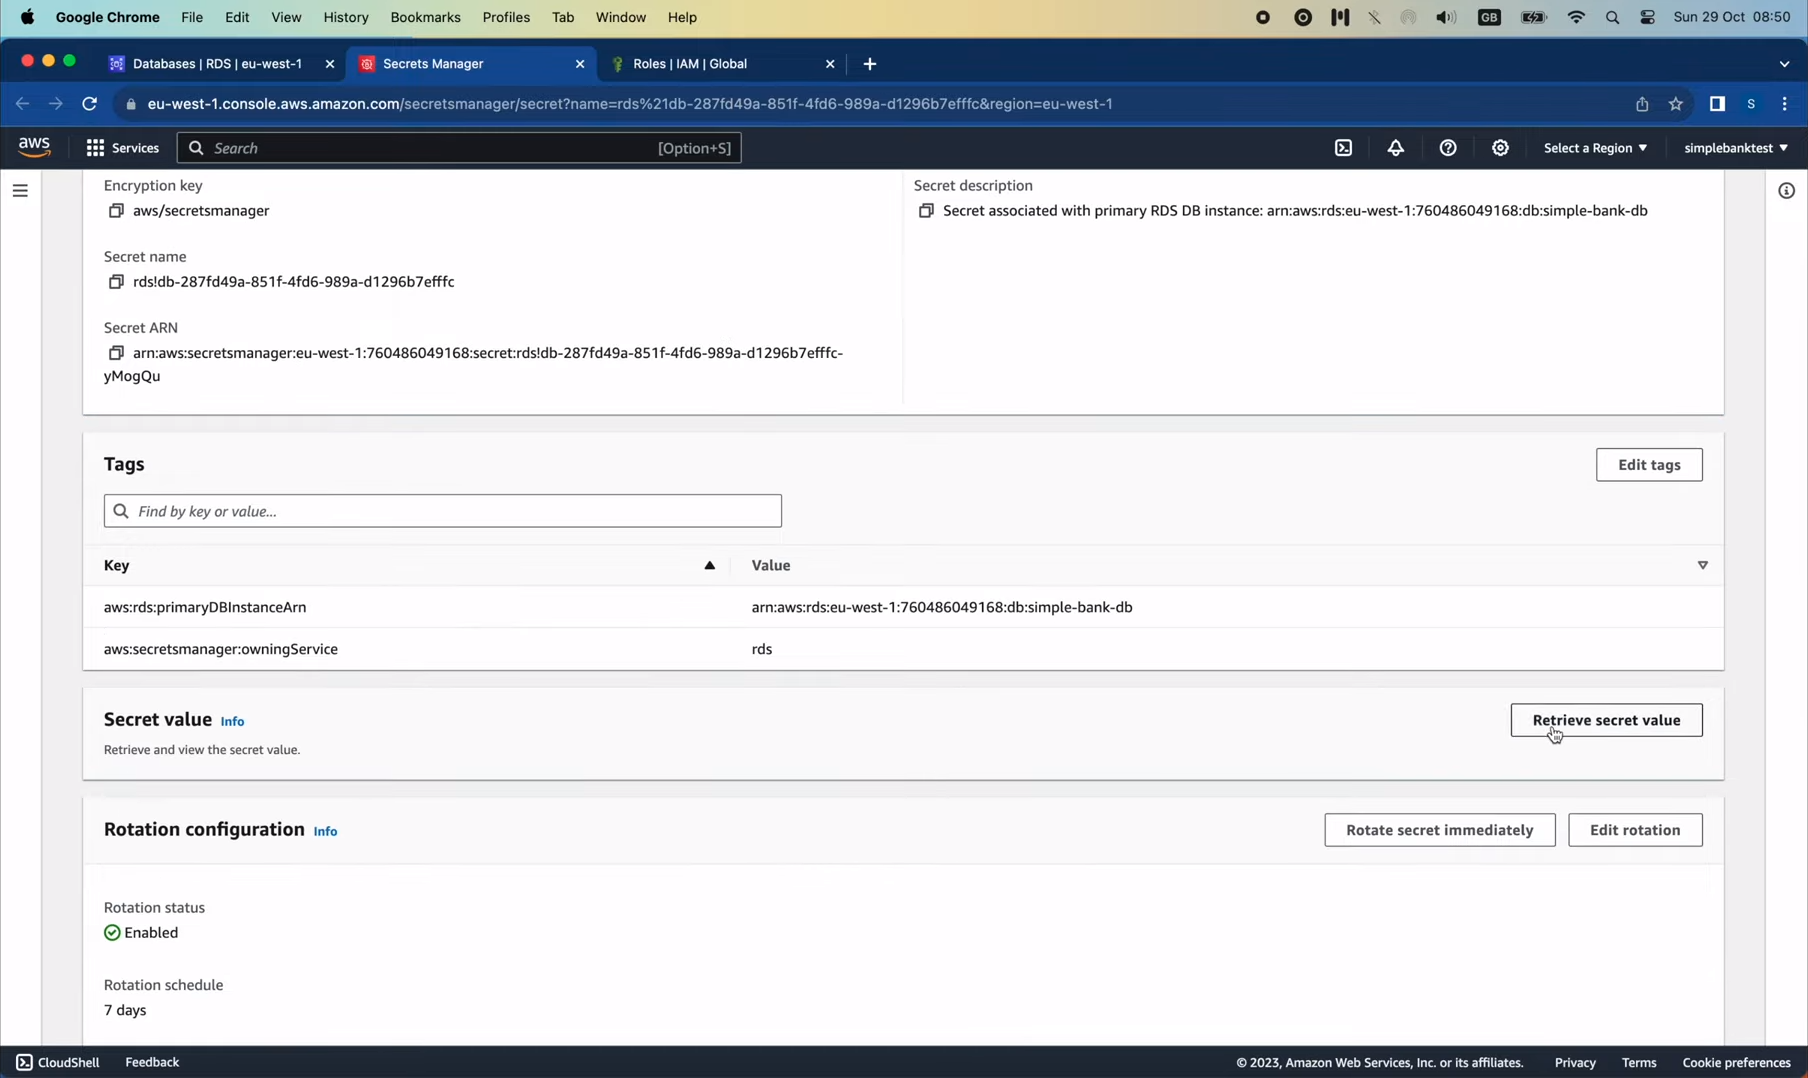 Google Chrome File Edit View History Bookmarks Profiles Tab Window Help GB Sun 29 Oct 08:50
Databases | RDS | eu-west-1 Secrets Manager Roles | IAM | Global
eu-west-1.console.aws.amazon.com/secretsmanager/secret?name=rds%21db-287fd49a-851f-4fd6-989a-d1296b7efffc&region=eu-west-1 S
aws Services Search [Option+S] Select a Region simplebanktest
Encryption key
aws/secretsmanager
Secret description
Secret associated with primary RDS DB instance: arn:aws:rds:eu-west-1:760486049168:db:simple-bank-db
Secret name
rds!db-287fd49a-851f-4fd6-989a-d1296b7efffc
Secret ARN
arn:aws:secretsmanager:eu-west-1:760486049168:secret:rds!db-287fd49a-851f-4fd6-989a-d1296b7efffc-
yMogQu
Tags Edit tags
Find by key or value...
Key Value
aws:rds:primaryDBInstanceArn arn:aws:rds:eu-west-1:760486049168:db:simple-bank-db
aws:secretsmanager:owningService rds
Secret value Info Retrieve secret value
Retrieve and view the secret value.
Rotation configuration Info Rotate secret immediately Edit rotation
Rotation status
Enabled
Rotation schedule
7 days
CloudShell Feedback © 2023, Amazon Web Services, Inc. or its affiliates. Privacy Terms Cookie preferences